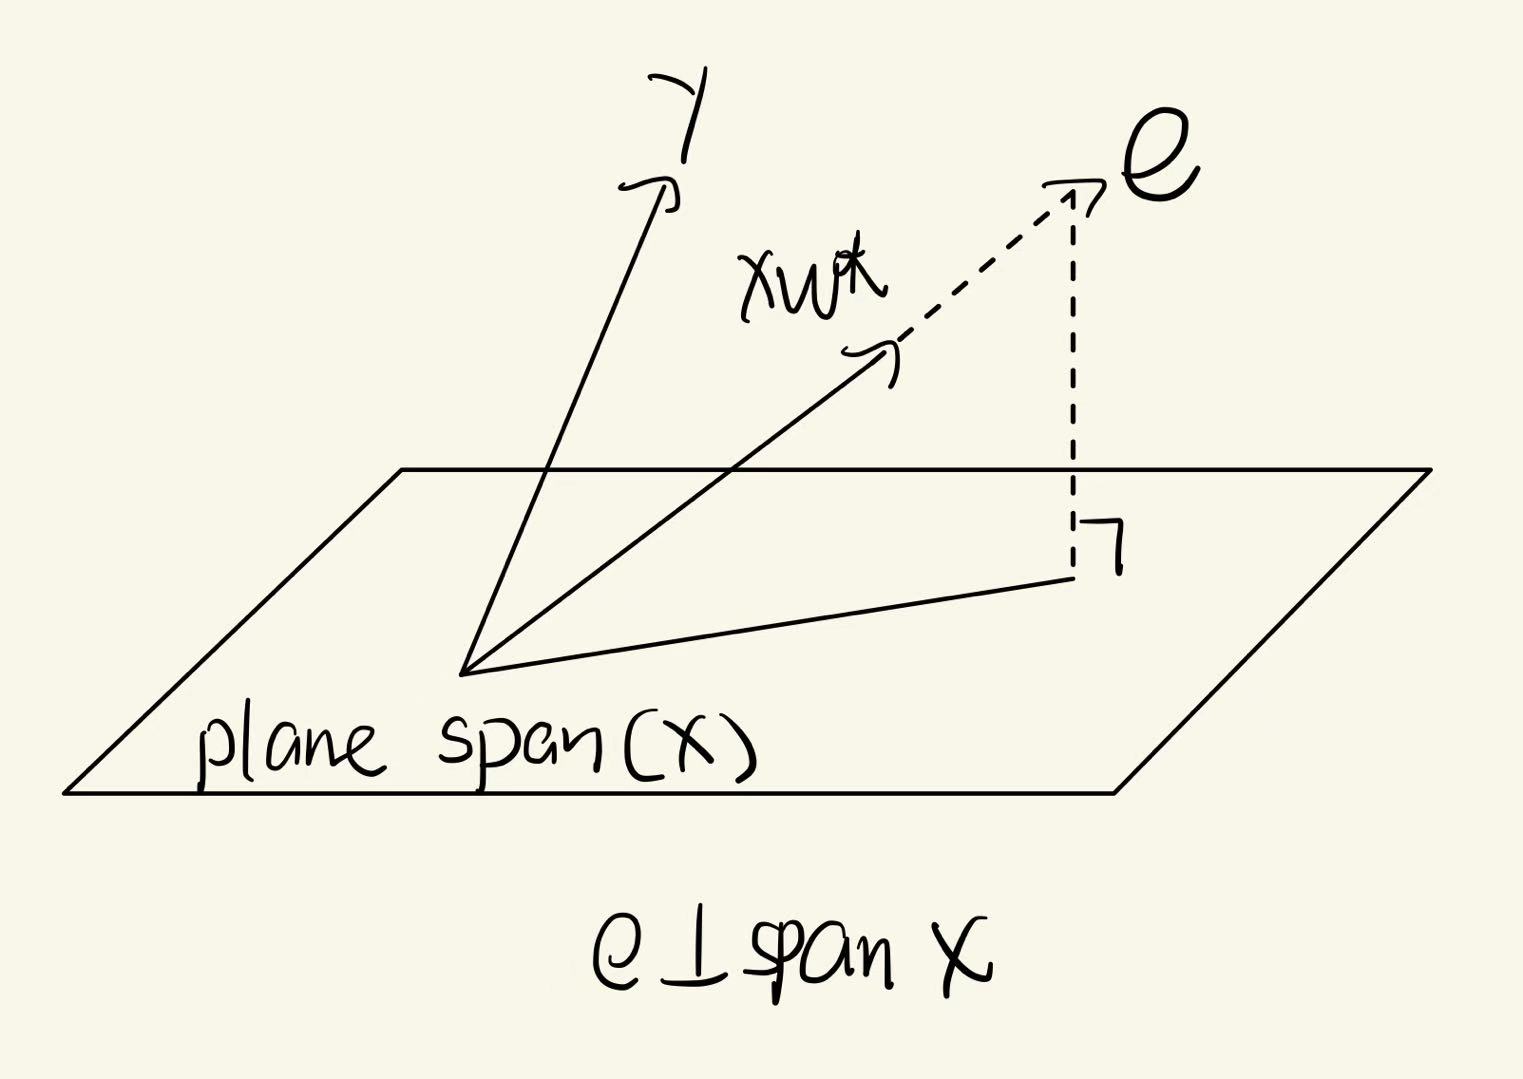 y
e
xw*
plane span(x)
e ⊥ span x